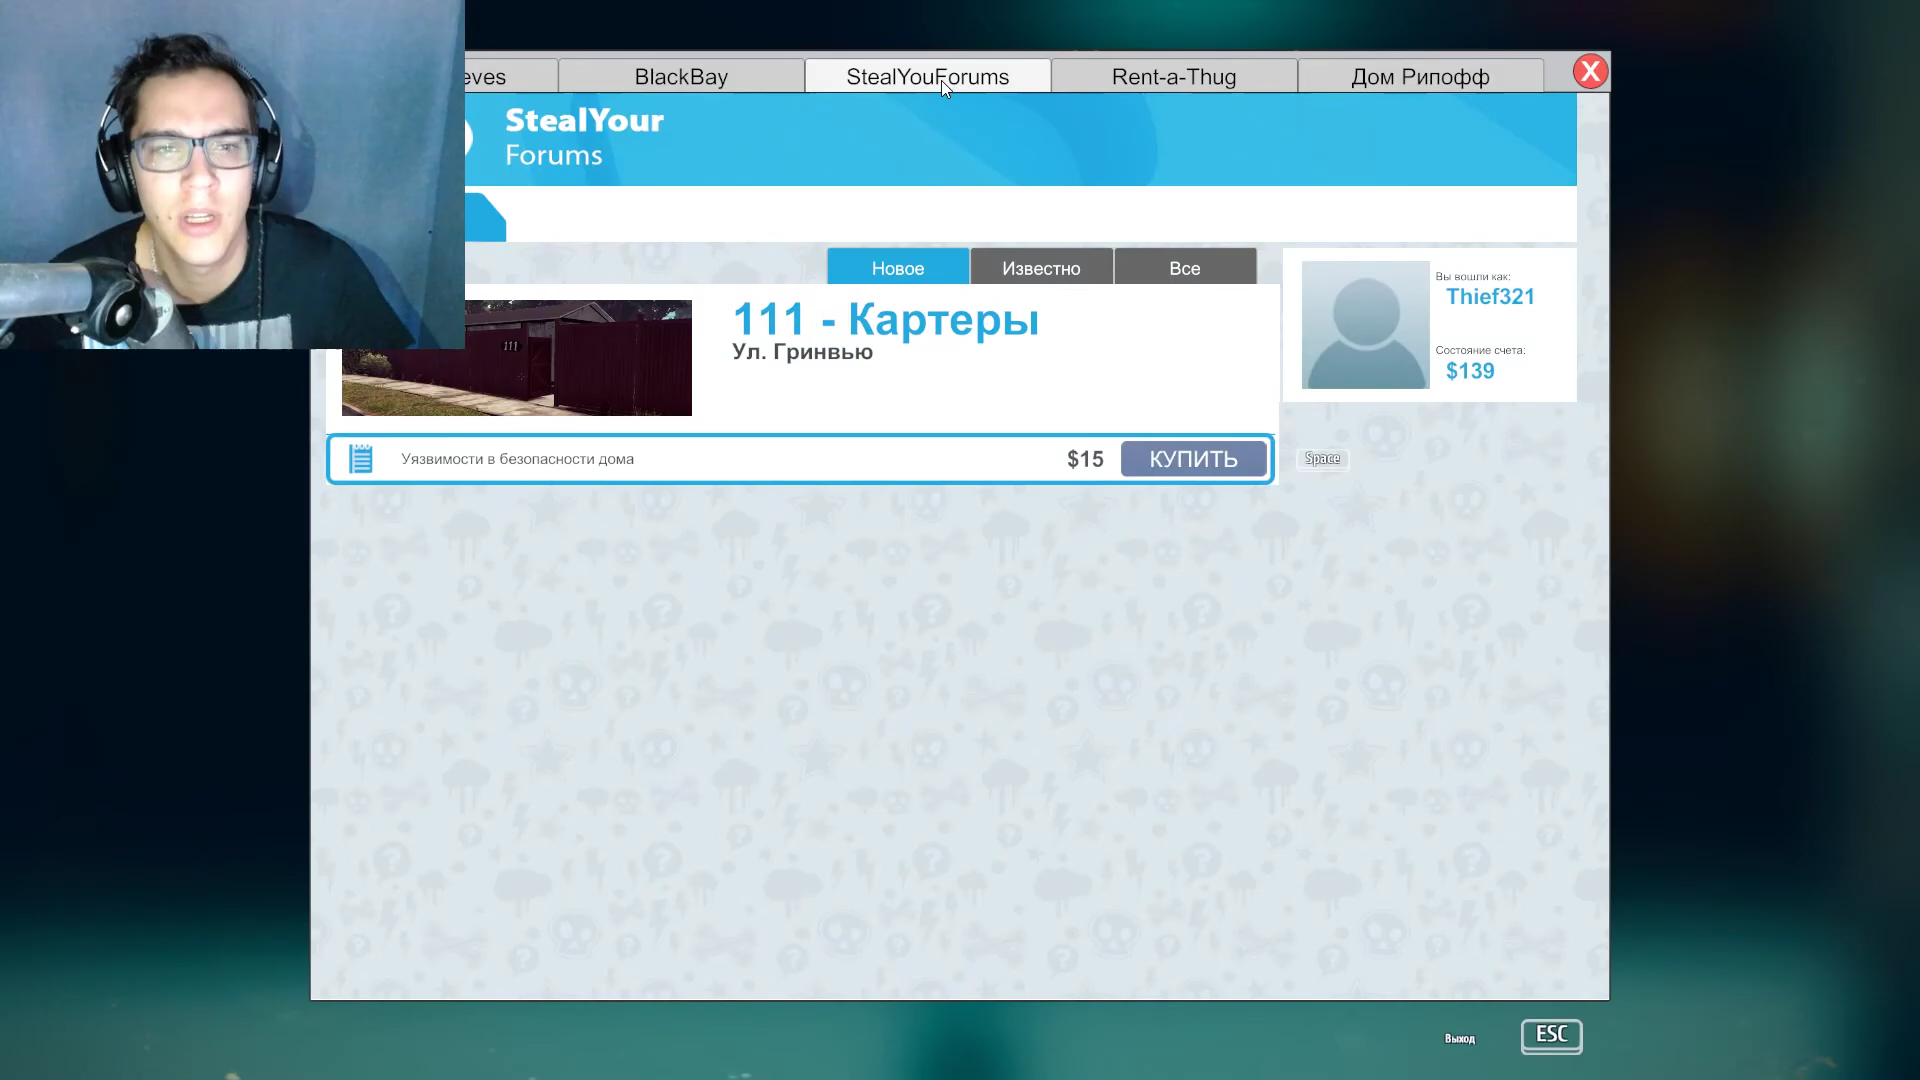 eves
BlackBay
StealYouForums
Rent-a-Thug
Дом Рипофф
X
StealYour
Forums
Новое
Известно
Все
Вы вошли как:
Thief321
Состояние счета:
$139
111 - Картеры
Ул. Гринвью
111
Уязвимости в безопасности дома
$15
КУПИТЬ
Space
Выход
ESC